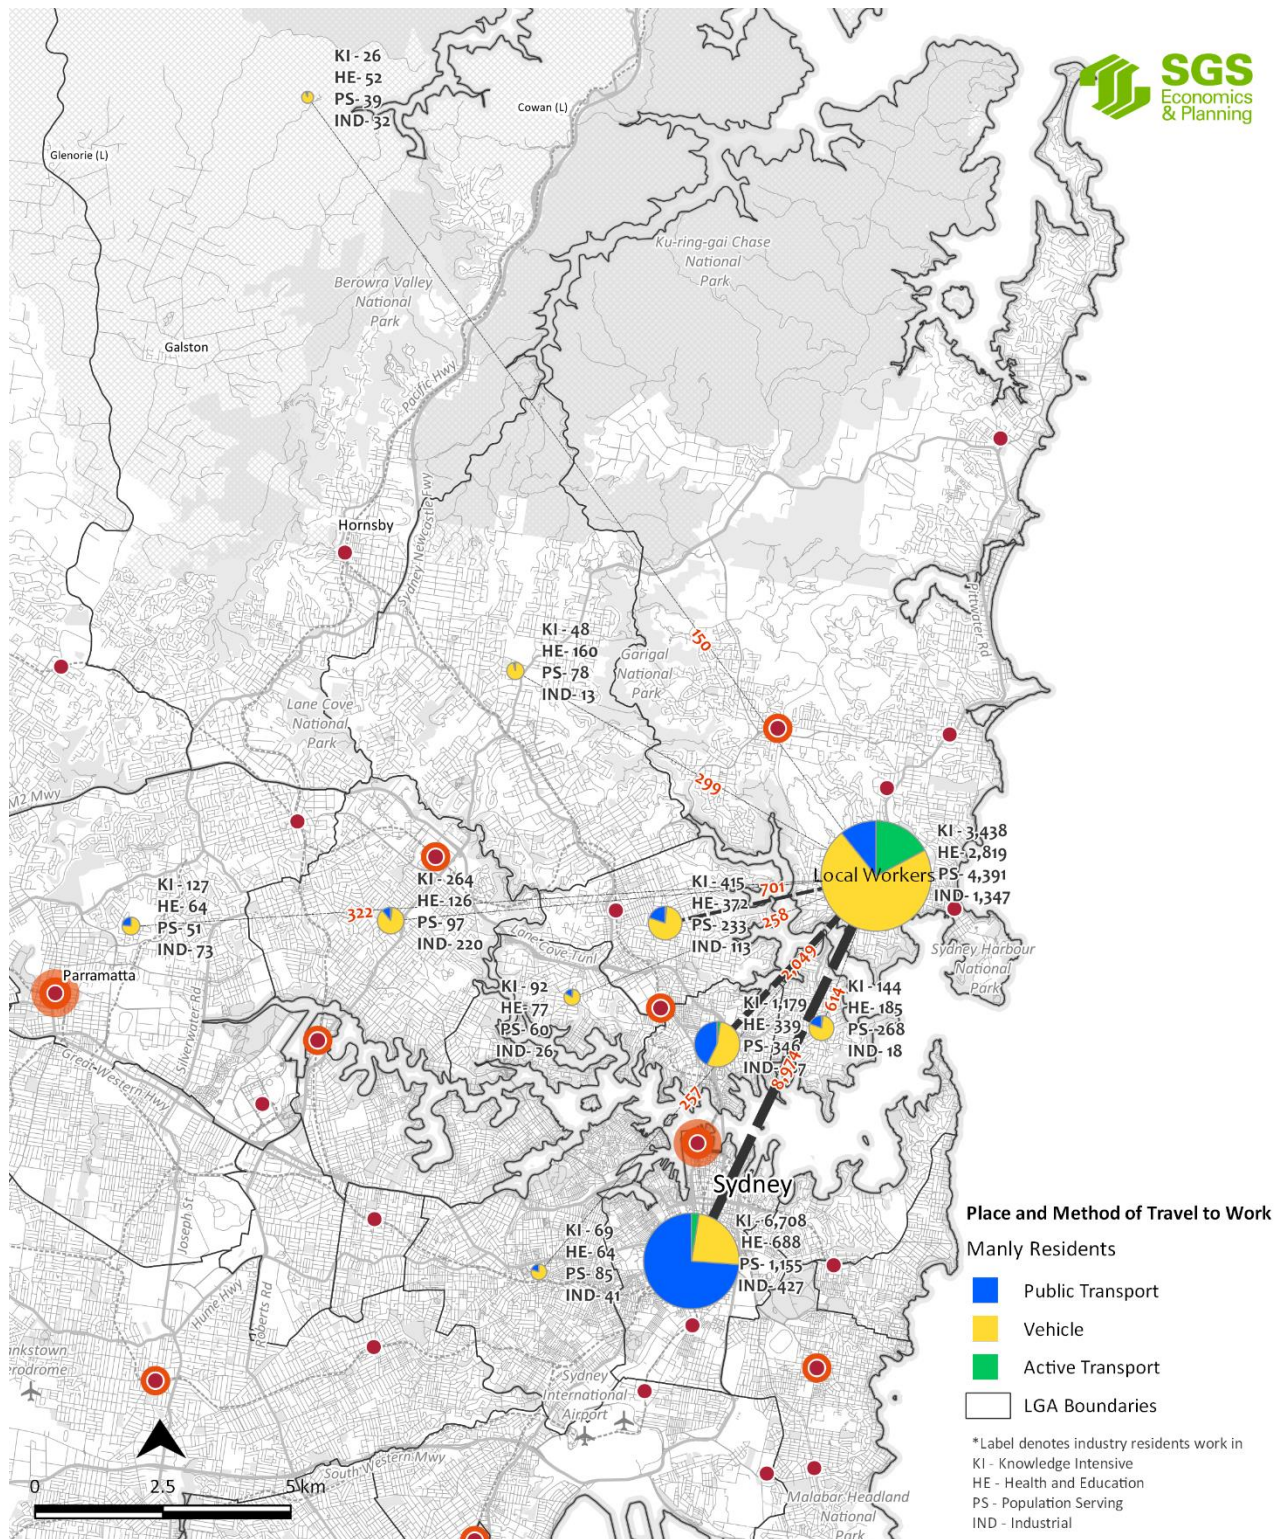 KI - 26
HE- 52
PS- 39
IND- 32
Cowan (L)
SGS
Economics
& Planning
Glenorie (L)
Ku-ring-gai Chase
National
Park
Berowra Valley
National
Park
Galston
Pacific Hwy
Hornsby
Sydney Newcastle Fwy
Pittwater Rd
KI - 48
HE- 160
PS- 78
IND- 13
150
Garigal
National
Park
Lane Cove
National
Park
299
M2 Mwy
KI - 3,438
HE- 2,819
PS- 4,391
IND- 1,347
Local Workers
KI - 127
HE- 64
PS- 51
IND- 73
322
KI - 264
HE- 126
PS- 97
IND- 220
KI - 415
HE- 372
PS- 233
IND- 113
701
258
Lane Cove Tunl
Sydney Harbour
National
Park
Parramatta
Silverwater Rd
2,049
KI - 92
HE- 77
PS- 60
IND- 26
KI - 144
HE- 185
PS- 268
IND- 18
614
KI - 1,179
HE- 339
PS- 346
IND-
8,974
257
Great Western Hwy
Sydney
Joseph St
KI - 69
HE- 64
PS- 85
IND- 41
KI - 6,708
HE- 688
PS- 1,155
IND- 427
Hume Hwy
Roberts Rd
nkstown
erodrome
Sydney
International
Airport
South Western Mwy
Malabar Headland
National
Park
0 2.5 5 km
Place and Method of Travel to Work
Manly Residents
Public Transport
Vehicle
Active Transport
LGA Boundaries
*Label denotes industry residents work in
KI - Knowledge Intensive
HE - Health and Education
PS - Population Serving
IND - Industrial